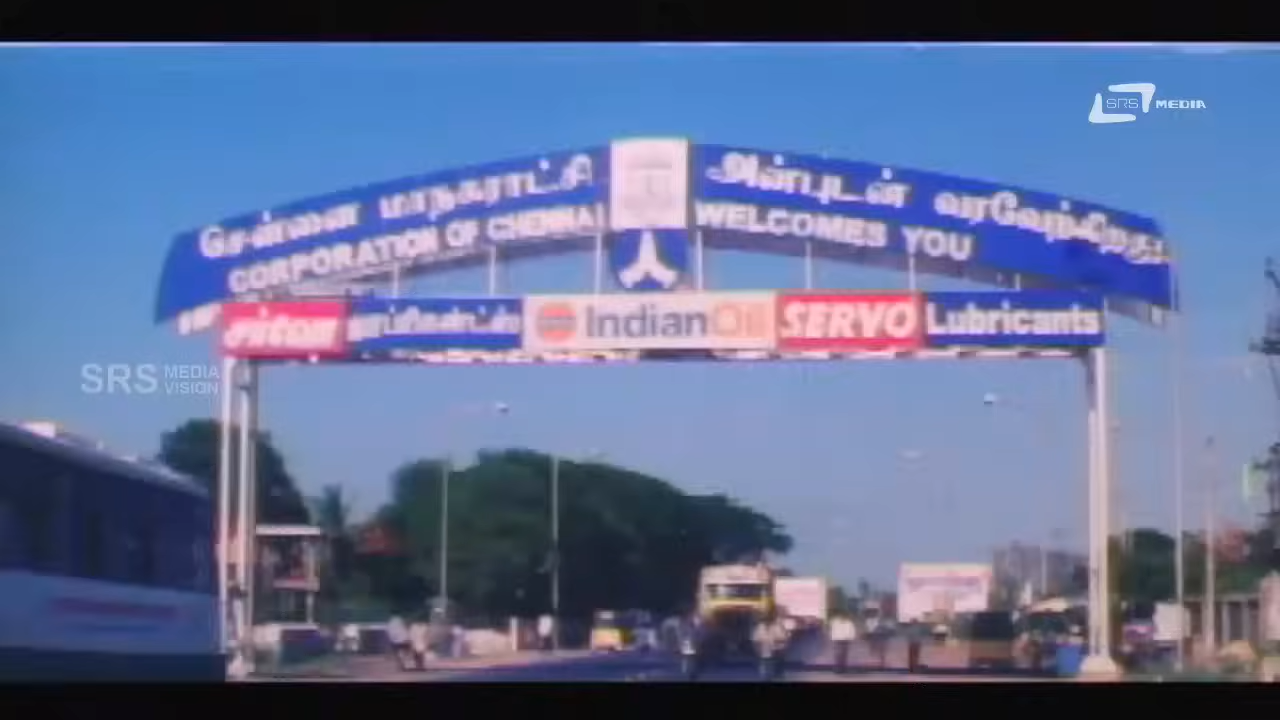 SRS MEDIA
சென்னை மாநகராட்சி அன்புடன் வரவேற்கிறது
CORPORATION OF CHENNAI WELCOMES YOU
IndianOil SERVO Lubricants
SRS MEDIA VISION